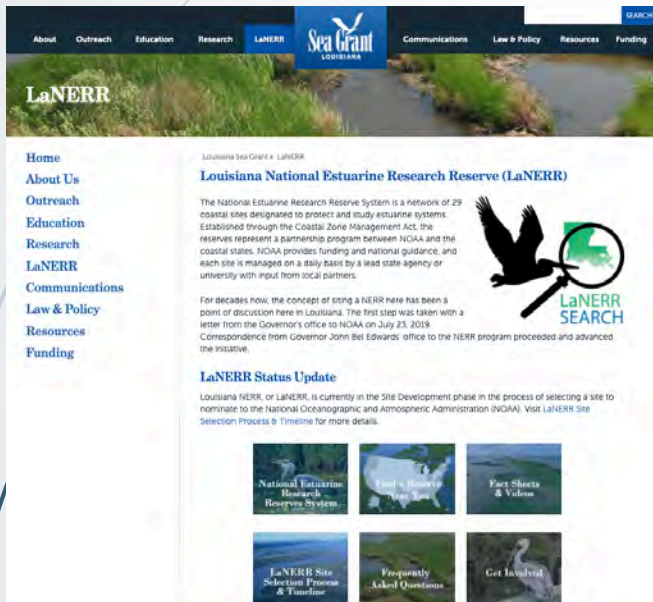 SEARCH
About Outreach Education Research LaNERR Sea Grant Communications Law & Policy Resources Funding
LOUISIANA
LaNERR
Home
About Us
Outreach
Education
Research
LaNERR
Communications
Law & Policy
Resources
Funding
Louisiana Sea Grant » LaNERR
Louisiana National Estuarine Research Reserve (LaNERR)
The National Estuarine Research Reserve System is a network of 29
coastal sites designated to protect and study estuarine systems.
Established through the Coastal Zone Management Act, the
reserves represent a partnership program between NOAA and the
coastal states. NOAA provides funding and national guidance, and
each site is managed on a daily basis by a lead state agency or
university with input from local partners.
LaNERR
SEARCH
For decades now, the concept of siting a NERR here has been a
point of discussion here in Louisiana. The first step was taken with a
letter from the Governor's office to NOAA on July 23, 2019.
Correspondence from Governor John Bel Edwards' office to the NERR program proceeded and advanced
the initiative.
LaNERR Status Update
Louisiana NERR, or LaNERR, is currently in the Site Development phase in the process of selecting a site to
nominate to the National Oceanographic and Atmospheric Administration (NOAA). Visit LaNERR Site
Selection Process & Timeline for more details.
National Estuarine
Research
Reserves System
Find a Reserve
Near You
Fact Sheets
& Videos
LaNERR Site
Selection Process
& Timeline
Frequently
Asked Questions
Get Involved